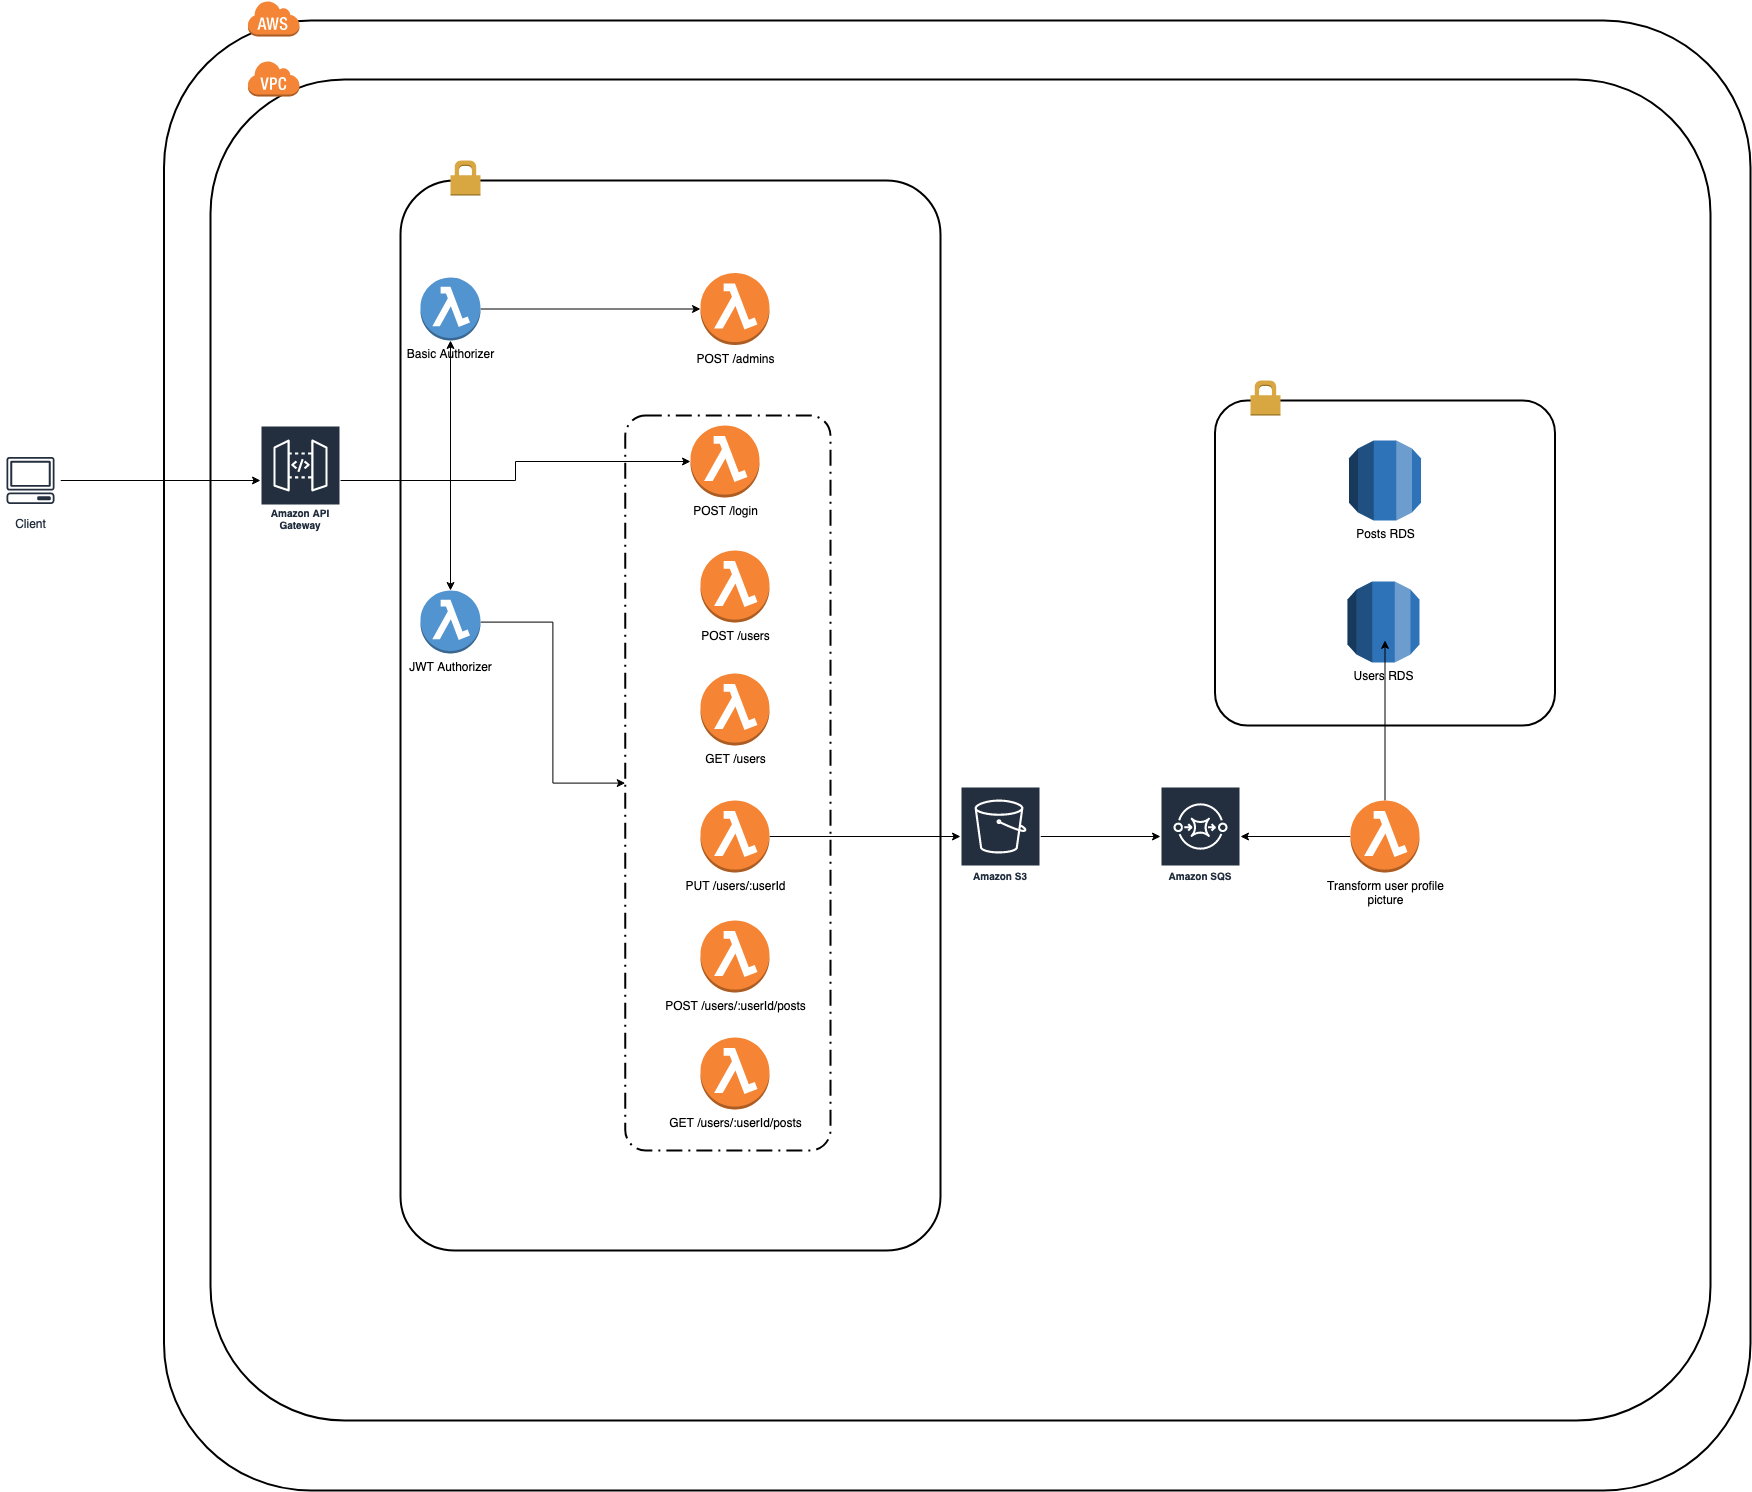 AWS
VPC
Basic Authorizer
POST /admins
Client
Amazon API
Gateway
POST /login
JWT Authorizer
POST /users
GET /users
PUT /users/:userId
POST /users/:userId/posts
GET /users/:userId/posts
Amazon S3
Amazon SQS
Posts RDS
Users RDS
Transform user profile
picture